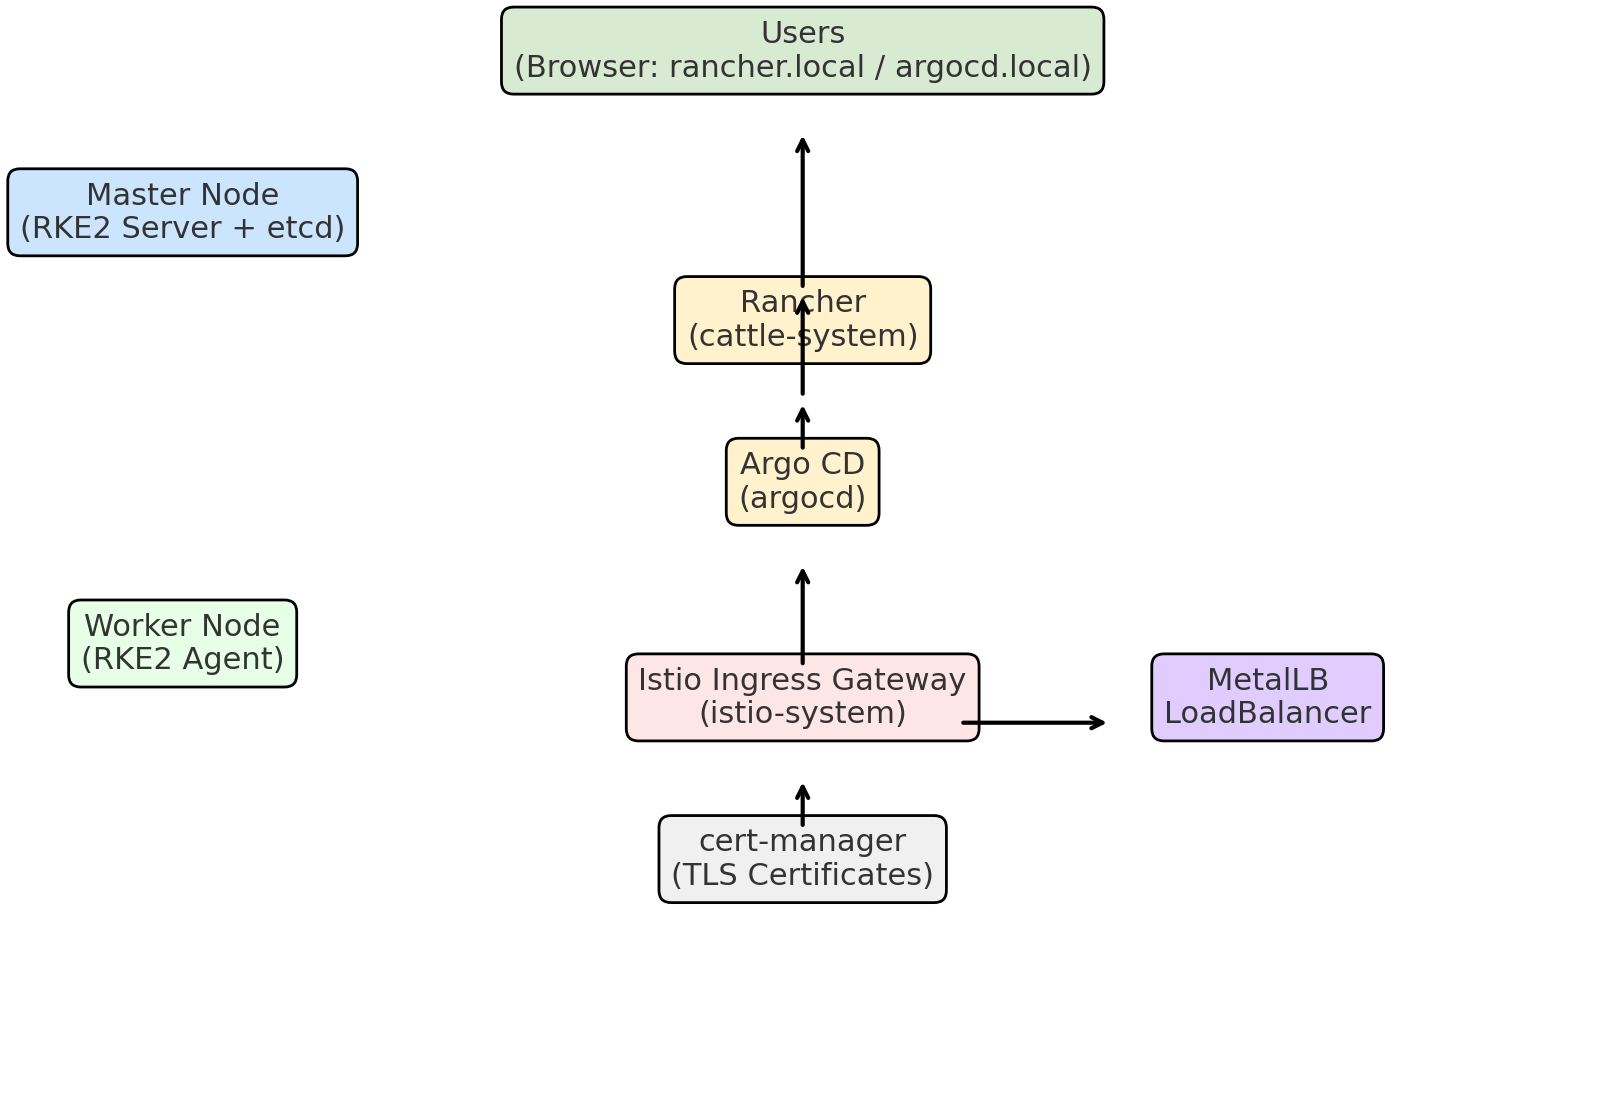 Users
(Browser: rancher.local / argocd.local)
Master Node
(RKE2 Server + etcd)
Rancher
(cattle-system)
Argo CD
(argocd)
Worker Node
(RKE2 Agent)
Istio Ingress Gateway
(istio-system)
MetalLB
LoadBalancer
cert-manager
(TLS Certificates)